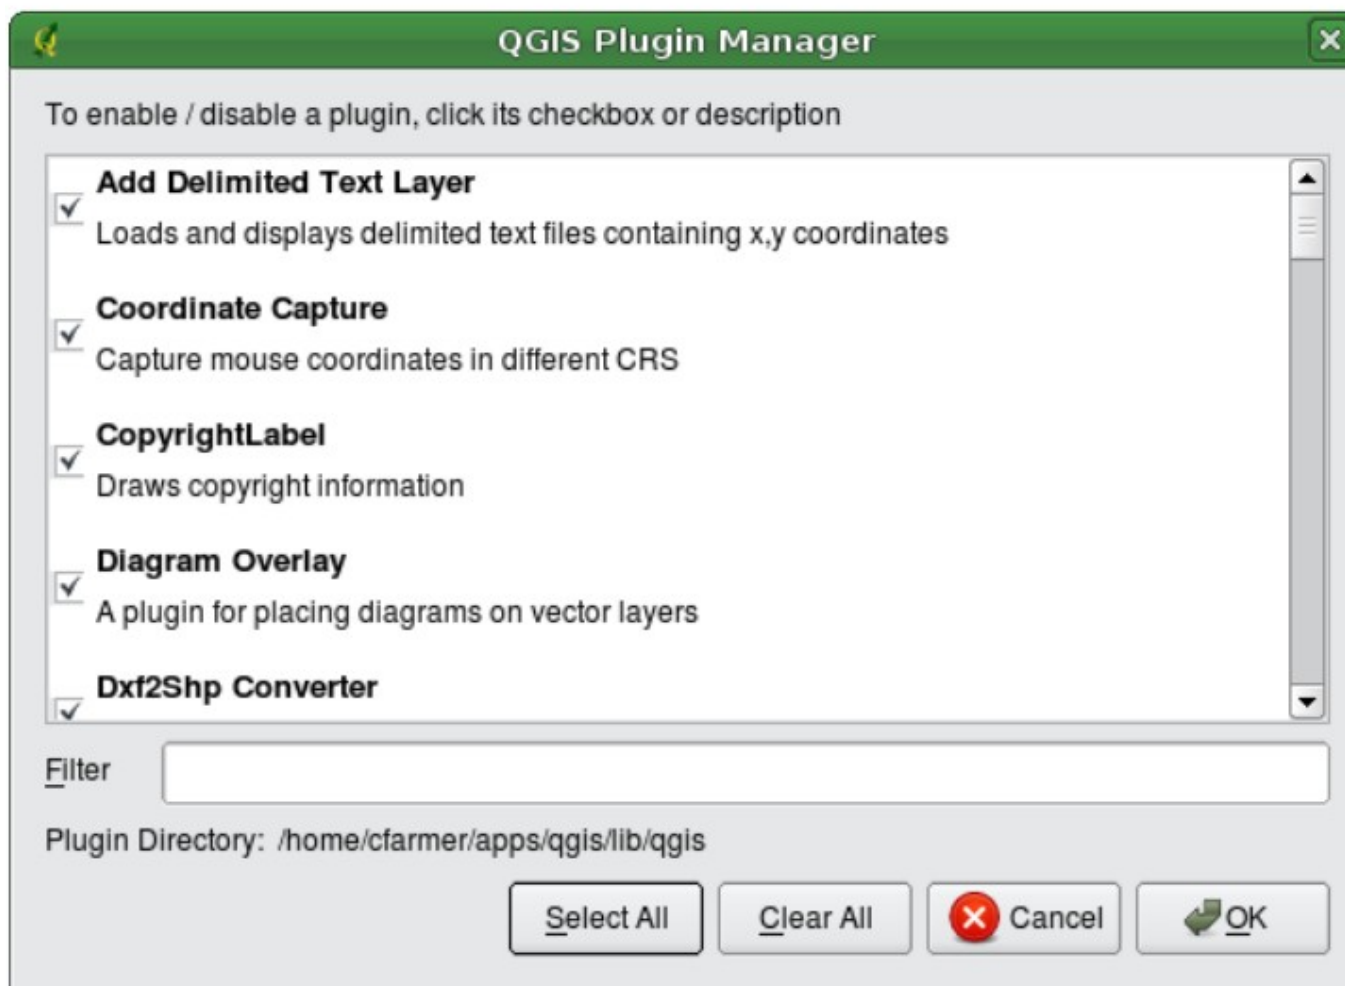 QGIS Plugin Manager
To enable / disable a plugin, click its checkbox or description
Add Delimited Text Layer
Loads and displays delimited text files containing x,y coordinates
Coordinate Capture
Capture mouse coordinates in different CRS
CopyrightLabel
Draws copyright information
Diagram Overlay
A plugin for placing diagrams on vector layers
Dxf2Shp Converter
Filter
Plugin Directory: /home/cfarmer/apps/qgis/lib/qgis
Select All Clear All Cancel OK